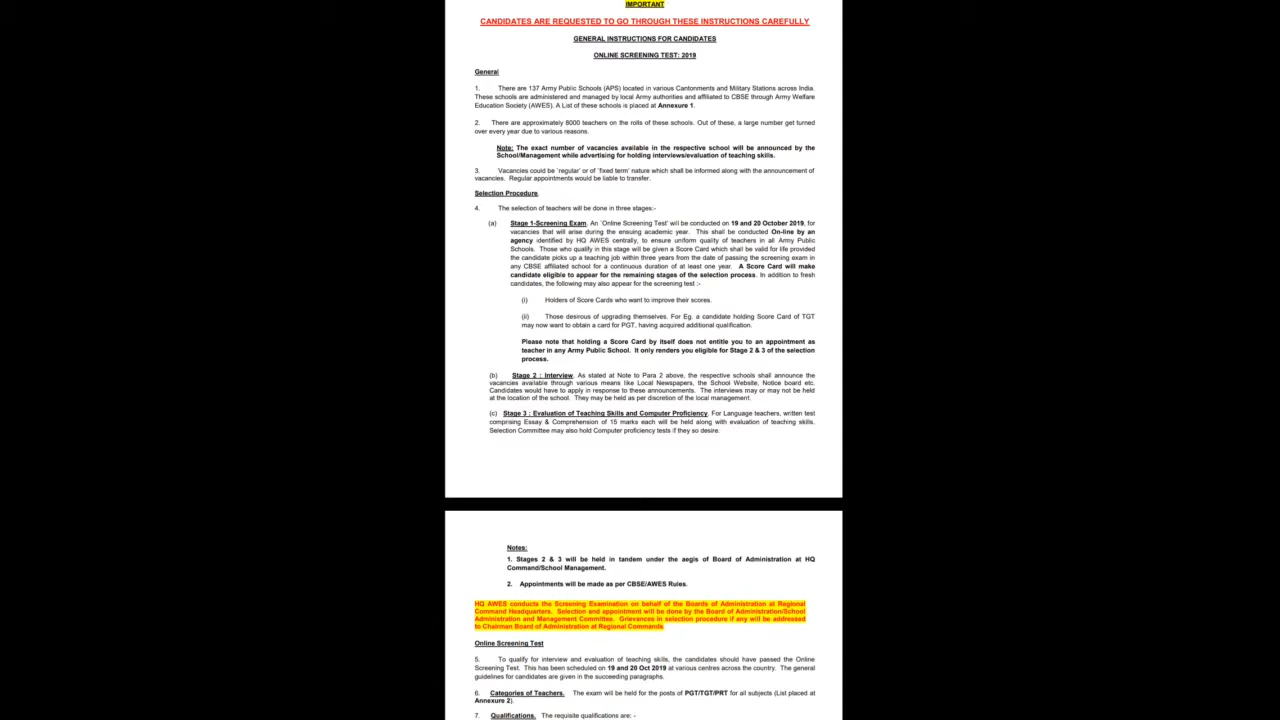 IMPORTANT
CANDIDATES ARE REQUESTED TO GO THROUGH THESE INSTRUCTIONS CAREFULLY
GENERAL INSTRUCTIONS FOR CANDIDATES
ONLINE SCREENING TEST: 2019
General
1. There are 137 Army Public Schools (APS) located in various Cantonments and Military Stations across India.
These schools are administered and managed by local Army authorities and affiliated to CBSE through Army Welfare
Education Society (AWES). A List of these schools is placed at Annexure 1.
2. There are approximately 8000 teachers on the rolls of these schools. Out of these, a large number get turned
over every year due to various reasons.
Note: The exact number of vacancies available in the respective school will be announced by the
School/Management while advertising for holding interviews/evaluation of teaching skills.
3. Vacancies could be `regular' or of `fixed term' nature which shall be informed along with the announcement of
vacancies. Regular appointments would be liable to transfer.
Selection Procedure.
4. The selection of teachers will be done in three stages:-
(a) Stage 1-Screening Exam. An `Online Screening Test' will be conducted on 19 and 20 October 2019, for
vacancies that will arise during the ensuing academic year. This shall be conducted On-line by an
agency identified by HQ AWES centrally, to ensure uniform quality of teachers in all Army Public
Schools. Those who qualify in this stage will be given a Score Card which shall be valid for life provided
the candidate picks up a teaching job within three years from the date of passing the screening exam in
any CBSE affiliated school for a continuous duration of at least one year. A Score Card will make
candidate eligible to appear for the remaining stages of the selection process. In addition to fresh
candidates, the following may also appear for the screening test :-
(i) Holders of Score Cards who want to improve their scores.
(ii) Those desirous of upgrading themselves. For Eg. a candidate holding Score Card of TGT
may now want to obtain a card for PGT, having acquired additional qualification.
Please note that holding a Score Card by itself does not entitle you to an appointment as
teacher in any Army Public School. It only renders you eligible for Stage 2 & 3 of the selection
process.
(b) Stage 2 : Interview. As stated at Note to Para 2 above, the respective schools shall announce the
vacancies available through various means like Local Newspapers, the School Website, Notice board etc.
Candidates would have to apply in response to these announcements. The interviews may or may not be held
at the location of the school. They may be held as per discretion of the local management.
(c) Stage 3 : Evaluation of Teaching Skills and Computer Proficiency. For Language teachers, written test
comprising Essay & Comprehension of 15 marks each will be held along with evaluation of teaching skills.
Selection Committee may also hold Computer proficiency tests if they so desire.
Notes:
1. Stages 2 & 3 will be held in tandem under the aegis of Board of Administration at HQ
Command/School Management.
2. Appointments will be made as per CBSE/AWES Rules.
HQ AWES conducts the Screening Examination on behalf of the Boards of Administration at Regional
Command Headquarters. Selection and appointment will be done by the Board of Administration/School
Administration and Management Committee. Grievances in selection procedure if any will be addressed
to Chairman Board of Administration at Regional Commands.
Online Screening Test
5. To qualify for interview and evaluation of teaching skills, the candidates should have passed the Online
Screening Test. This has been scheduled on 19 and 20 Oct 2019 at various centres across the country. The general
guidelines for candidates are given in the succeeding paragraphs.
6. Categories of Teachers. The exam will be held for the posts of PGT/TGT/PRT for all subjects (List placed at
Annexure 2).
7. Qualifications. The requisite qualifications are: -